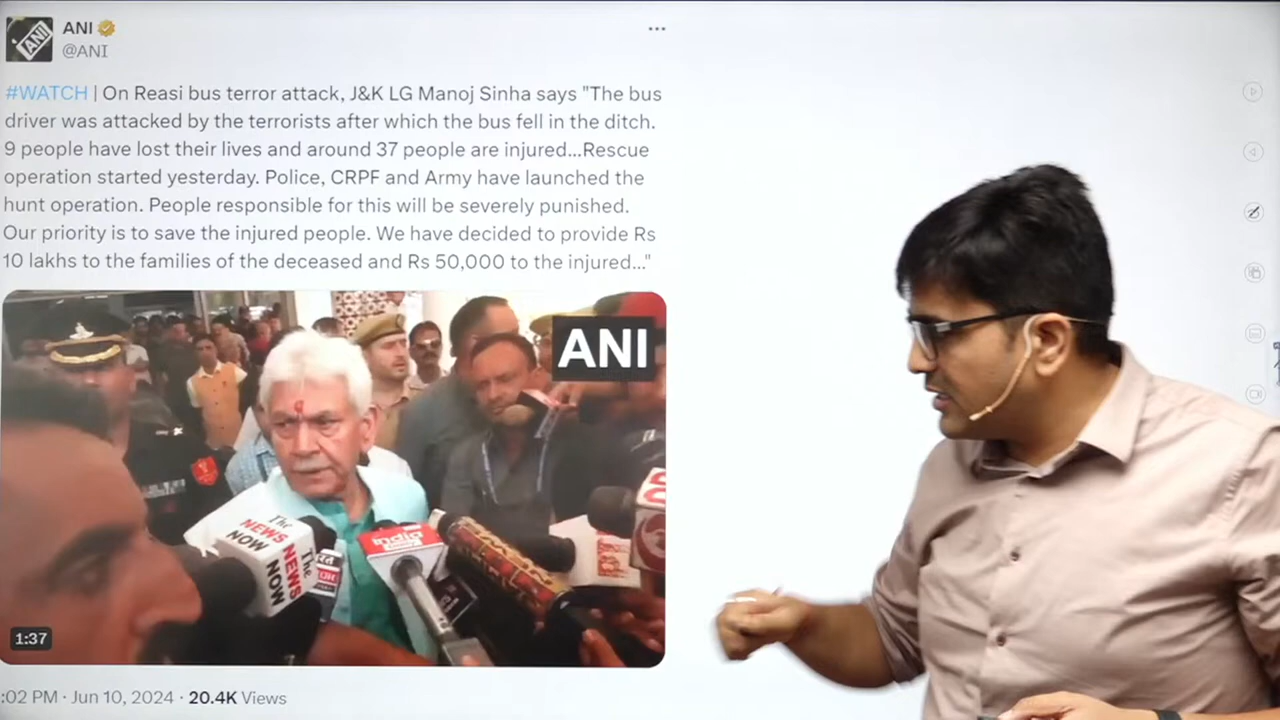 ANI
@ANI
#WATCH | On Reasi bus terror attack, J&K LG Manoj Sinha says "The bus
driver was attacked by the terrorists after which the bus fell in the ditch.
9 people have lost their lives and around 37 people are injured...Rescue
operation started yesterday. Police, CRPF and Army have launched the
hunt operation. People responsible for this will be severely punished.
Our priority is to save the injured people. We have decided to provide Rs
10 lakhs to the families of the deceased and Rs 50,000 to the injured..."
ANI
The
NEWS
NOW
The
NEWS
NOW
india
1:37
:02 PM · Jun 10, 2024 · 20.4K Views